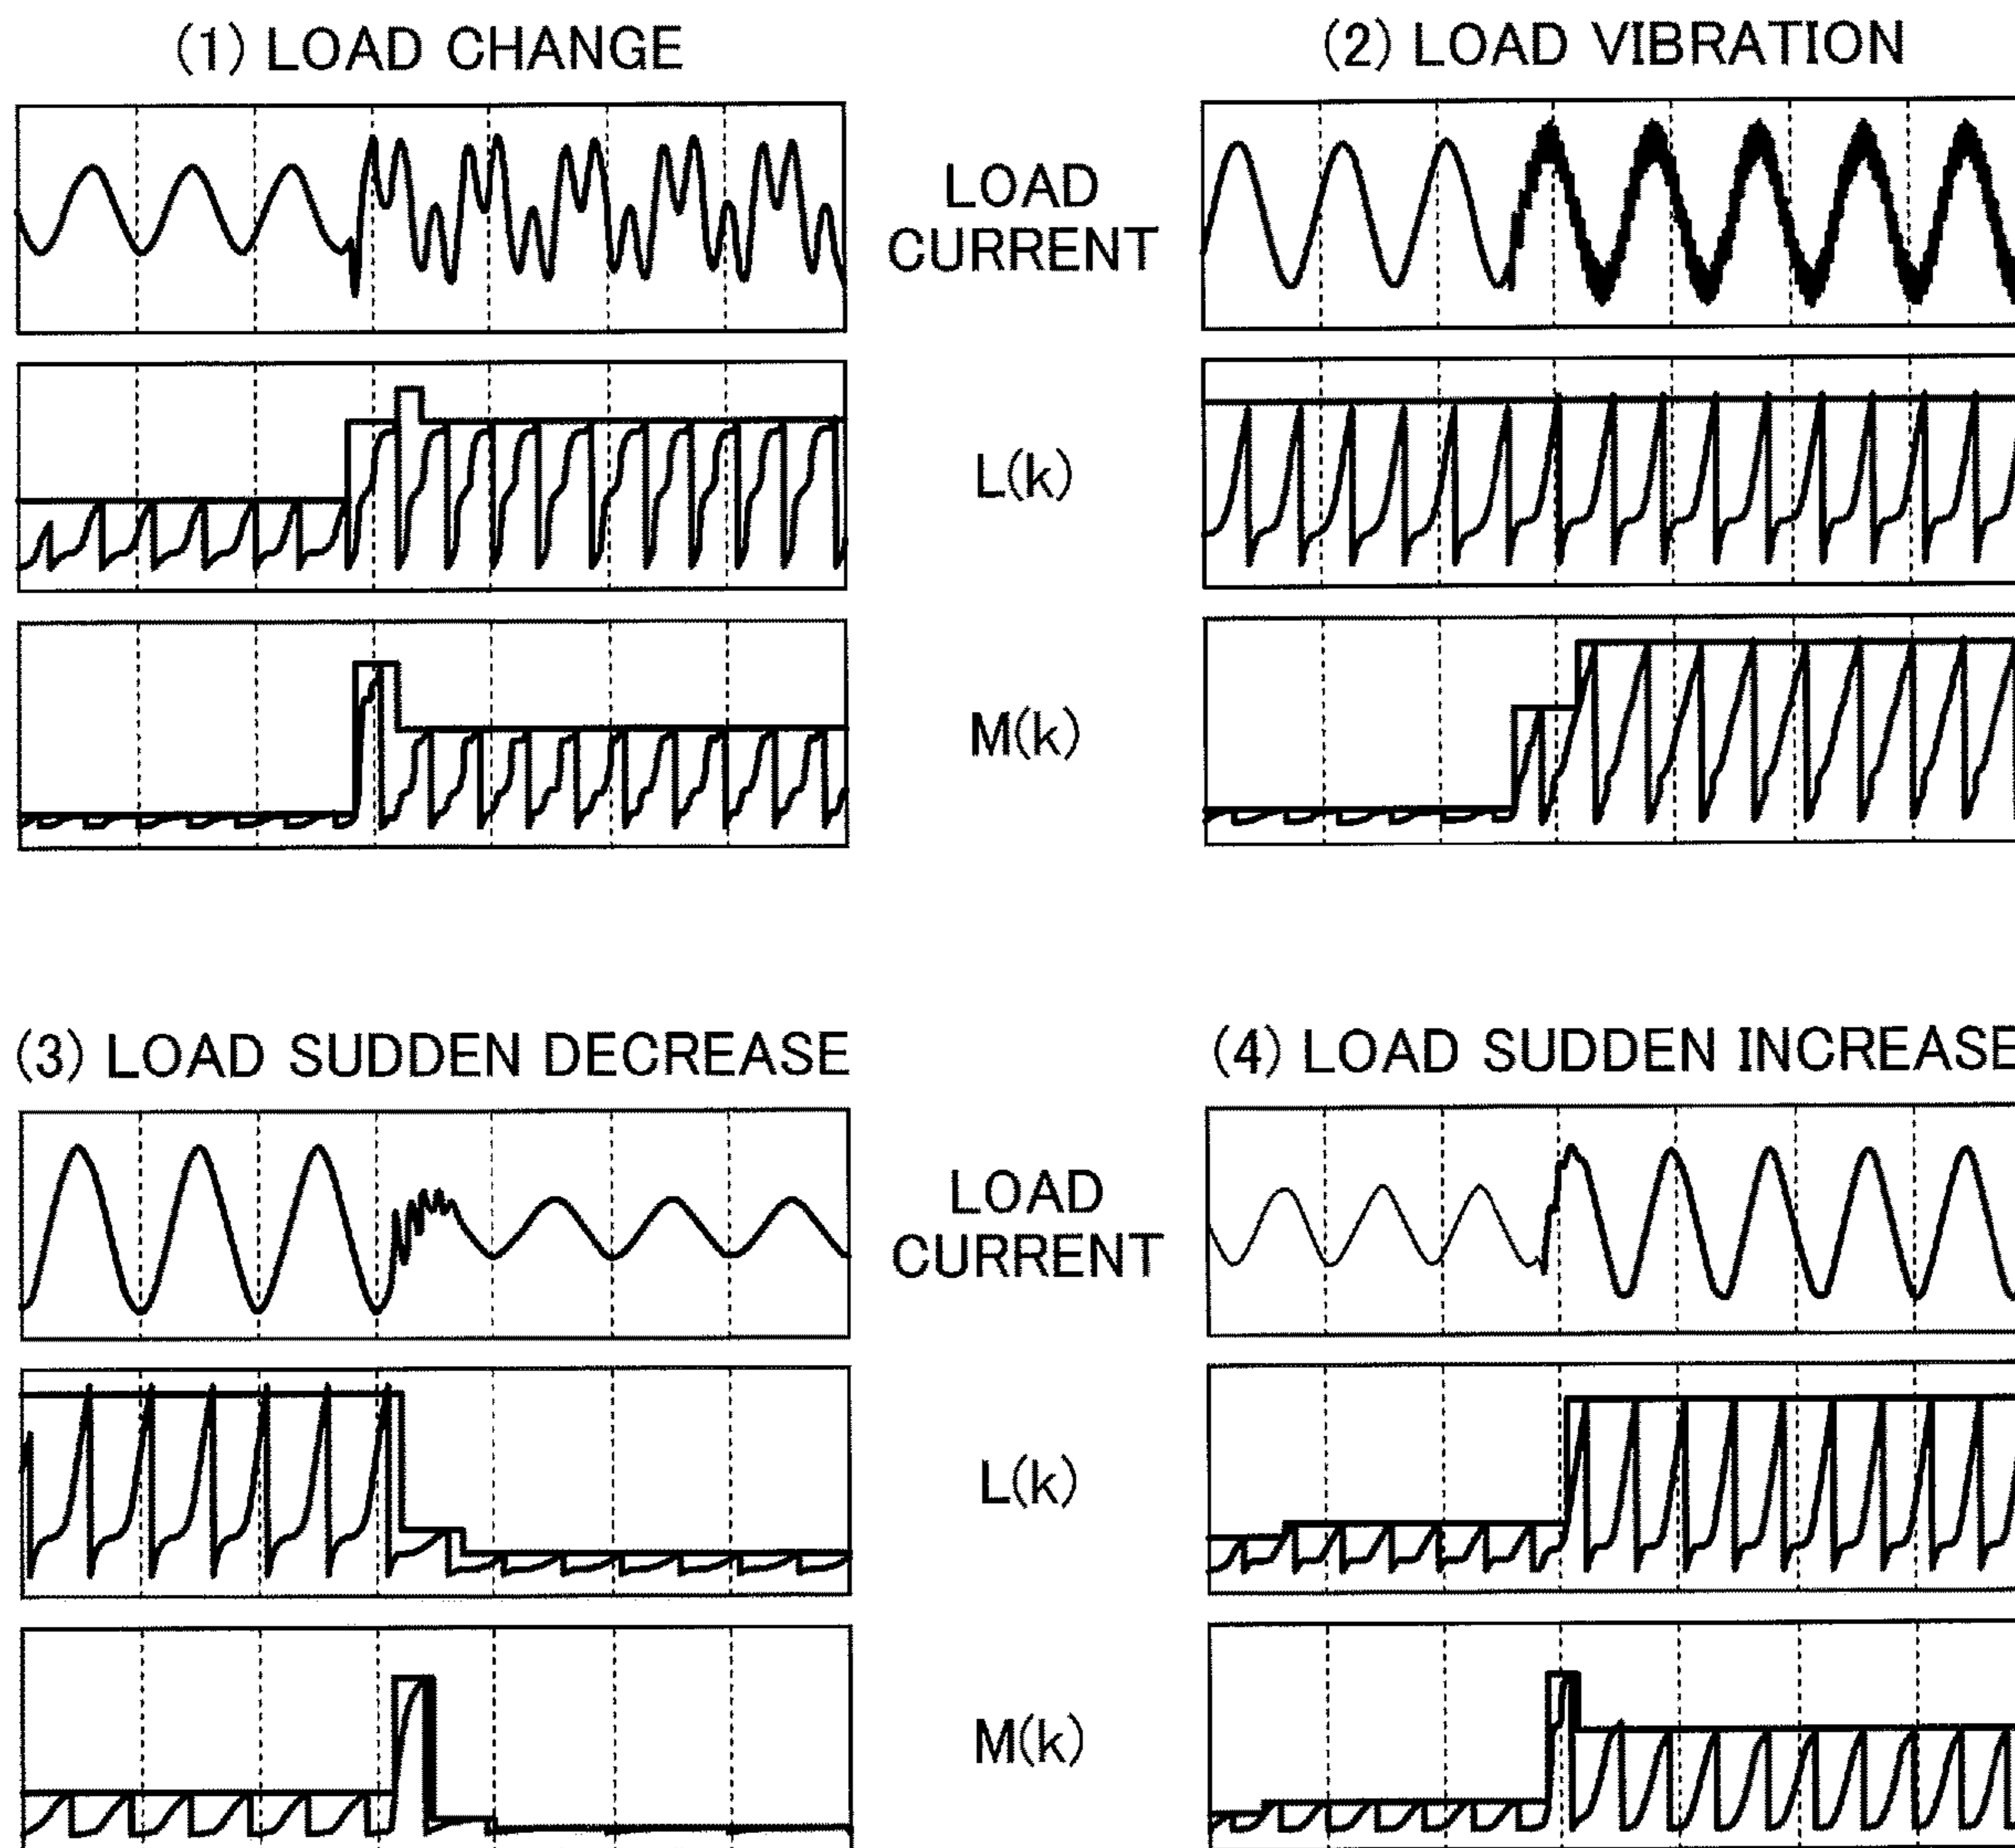 (1) LOAD CHANGE
(2) LOAD VIBRATION
LOAD
CURRENT
L(k)
M(k)
(3) LOAD SUDDEN DECREASE
(4) LOAD SUDDEN INCREASE
LOAD
CURRENT
L(k)
M(k)